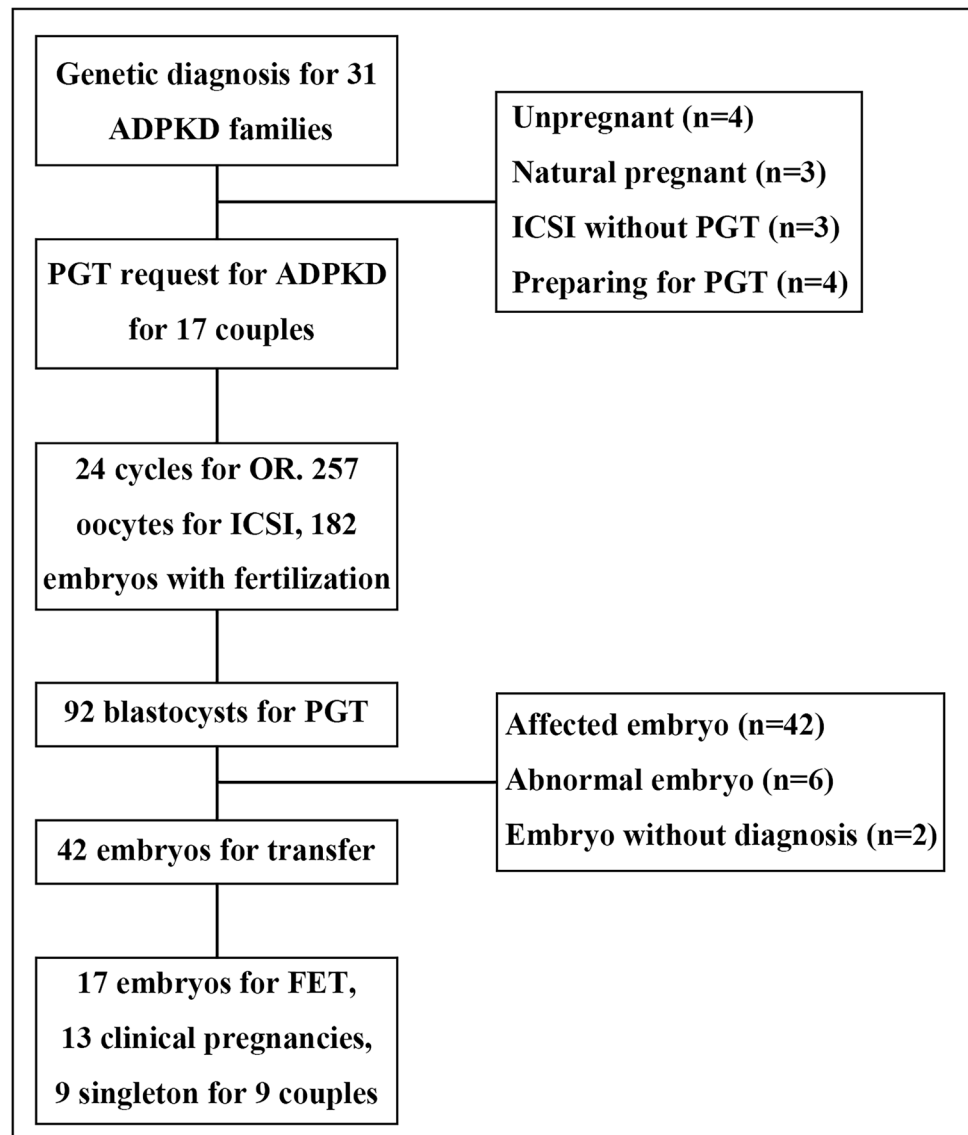 Genetic diagnosis for 31
ADPKD families
Unpregnant (n=4)
Natural pregnant (n=3)
ICSI without PGT (n=3)
Preparing for PGT (n=4)
PGT request for ADPKD
for 17 couples
24 cycles for OR. 257
oocytes for ICSI, 182
embryos with fertilization
92 blastocysts for PGT
Affected embryo (n=42)
Abnormal embryo (n=6)
Embryo without diagnosis (n=2)
42 embryos for transfer
17 embryos for FET,
13 clinical pregnancies,
9 singleton for 9 couples